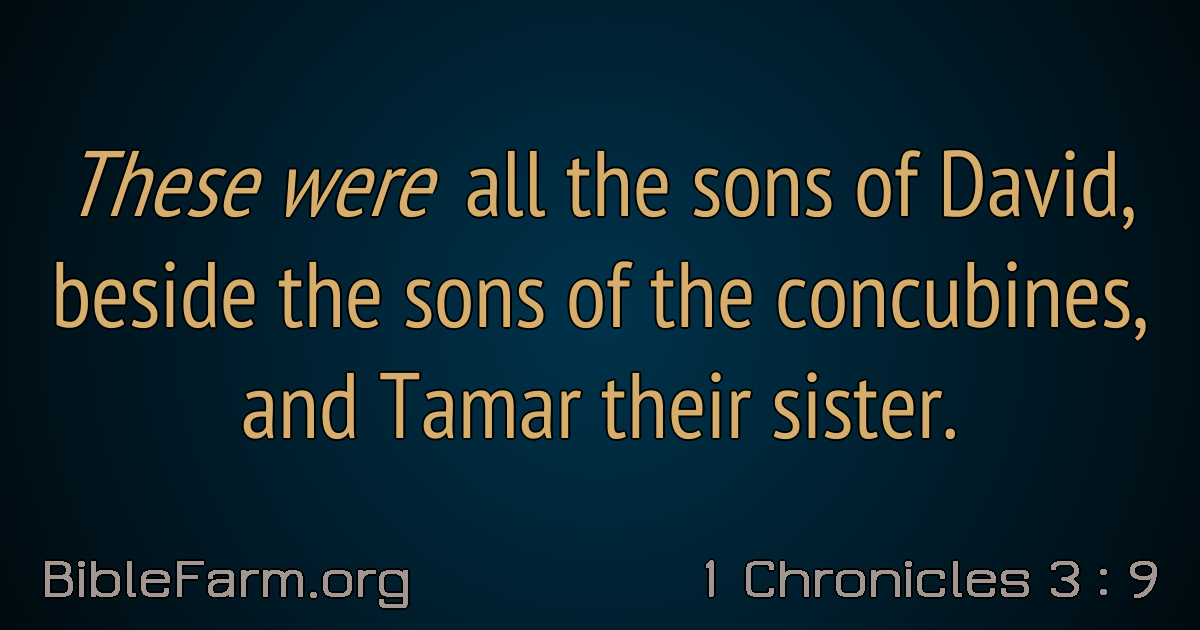 These were all the sons of David,
beside the sons of the concubines,
and Tamar their sister.
BibleFarm.org
1 Chronicles 3 : 9